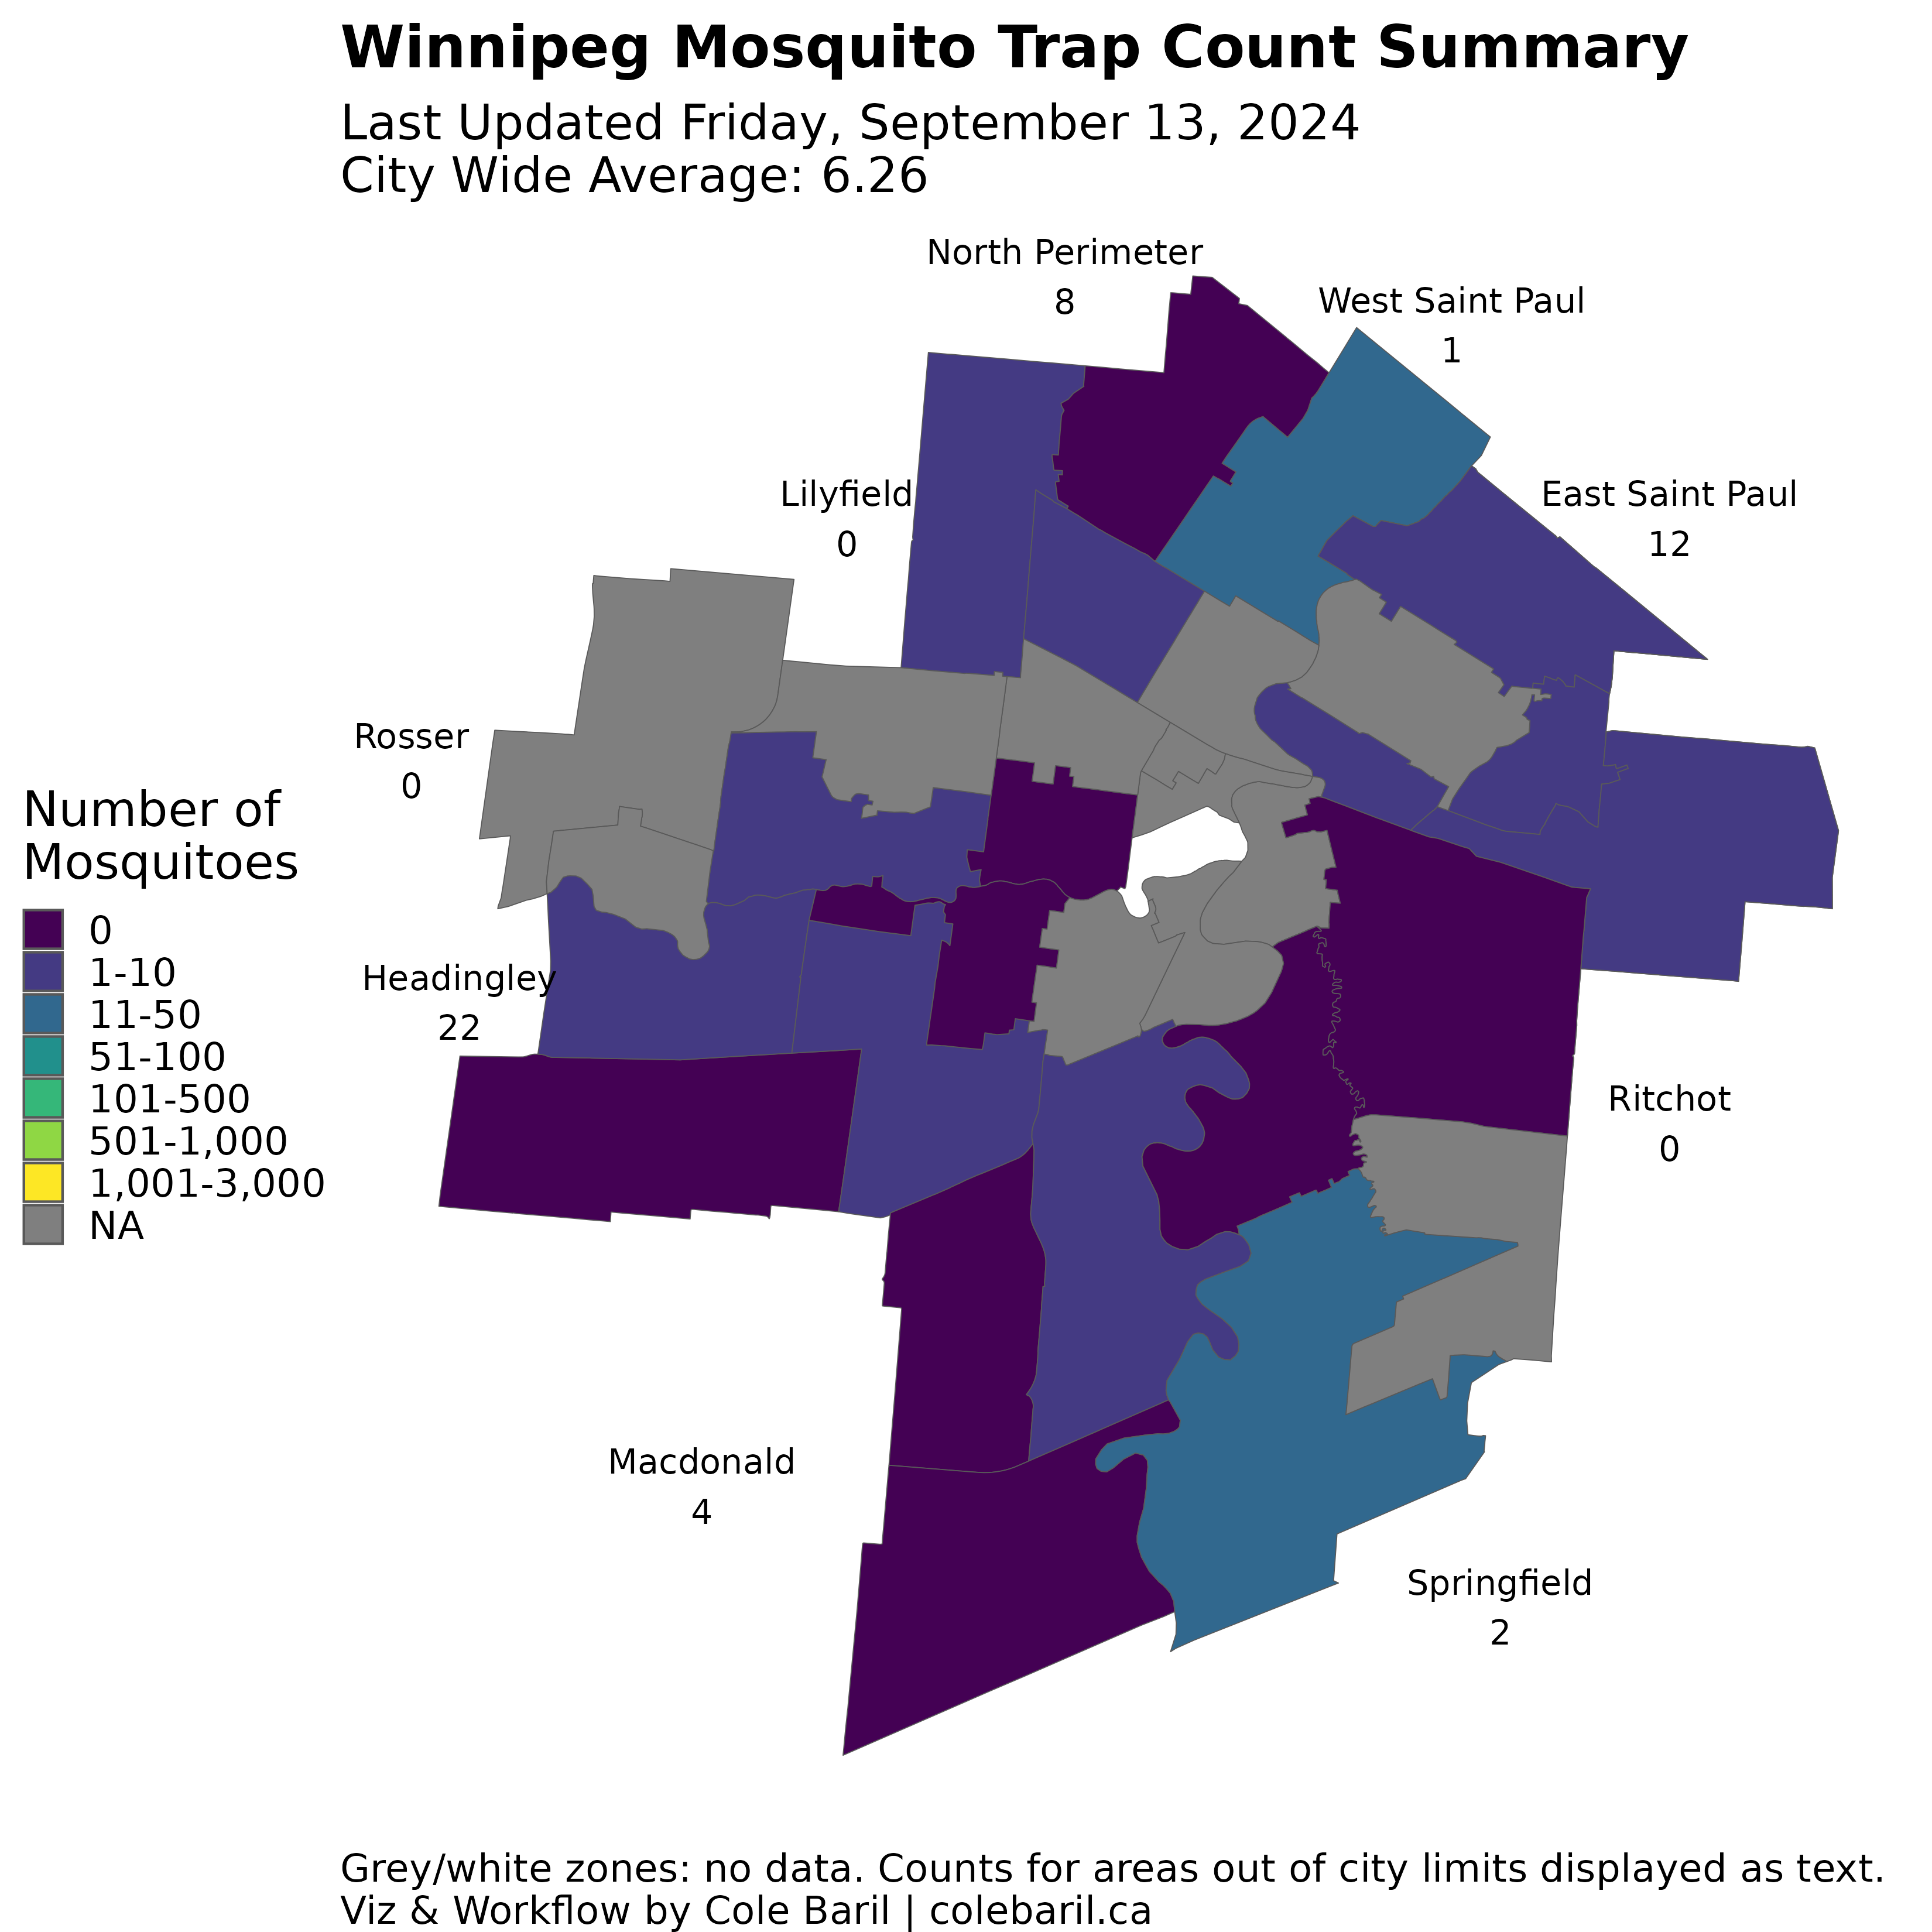 Winnipeg Mosquito Trap Count Summary
Last Updated Friday, September 13, 2024
City Wide Average: 6.26
North Perimeter
8
West Saint Paul
1
Lilyfield
0
East Saint Paul
12
Rosser
0
Headingley
22
Ritchot
0
Macdonald
4
Springfield
2
Number of
Mosquitoes
0
1-10
11-50
51-100
101-500
501-1,000
1,001-3,000
NA
Grey/white zones: no data. Counts for areas out of city limits displayed as text.
Viz & Workflow by Cole Baril | colebaril.ca